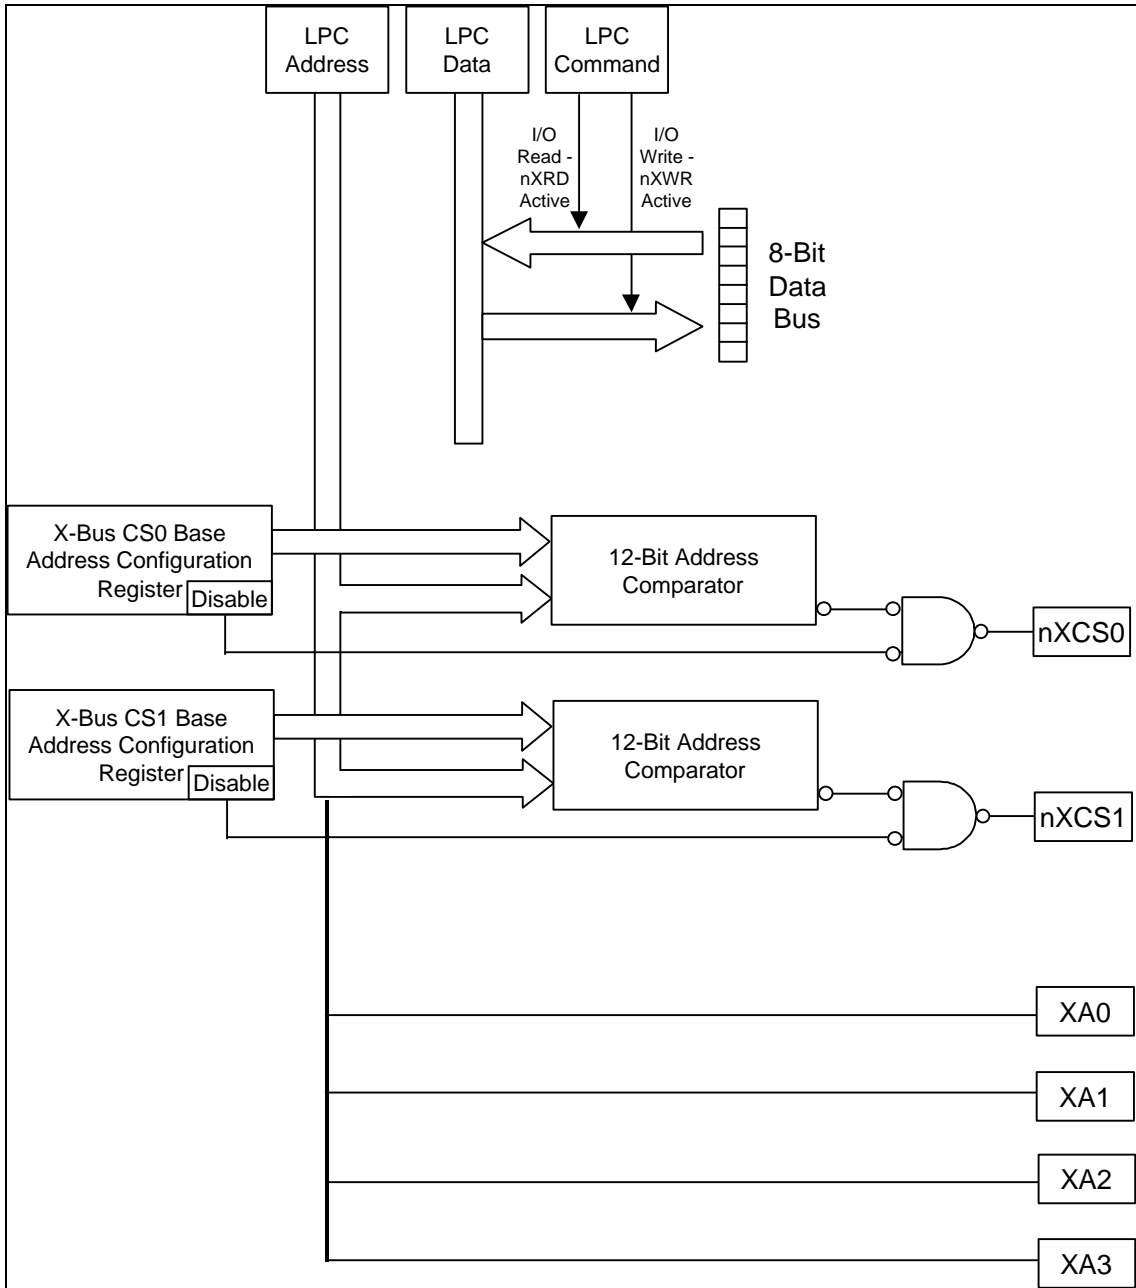 LPC
Address
LPC
Data
LPC
Command
I/O
Read -
nXRD
Active
I/O
Write -
nXWR
Active
8-Bit
Data
Bus
X-Bus CS0 Base
Address Configuration
Register
Disable
12-Bit Address
Comparator
nXCS0
X-Bus CS1 Base
Address Configuration
Register
Disable
12-Bit Address
Comparator
nXCS1
XA0
XA1
XA2
XA3